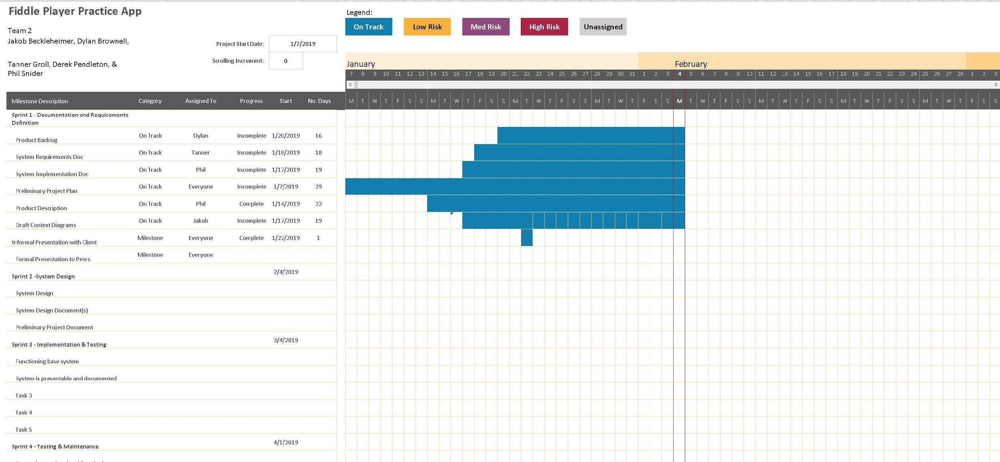 Fiddle Player Practice App
Team 2
Jakob Beckleheimer, Dylan Brownell,
Tanner Groll, Derek Pendleton, &
Phil Snider
Project Start Date: 1/7/2019
Scrolling Increment: 0
Legend:
On Track Low Risk Med Risk High Risk Unassigned
January February
7 8 9 10 11 12 13 14 15 16 17 18 19 20 21 22 23 24 25 26 27 28 29 30 31 1 2 3 4 5 6 7 8 9 10 11 12 13 14 15 16 17 18 19 20 21 22 23 24 25 26 27 28 1 2 3
Milestone Description Category Assigned To Progress Start No. Days M T W T F S S M T W T F S S M T W T F S S M T W T F S S M T W T F S S M T W T F S S M T W T F S S M T W T F S S
Sprint 1 - Documentation and Requirements
Definition
Product Backlog On Track Dylan Incomplete 1/20/2019 16
System Requirements Doc On Track Tanner Incomplete 1/18/2019 18
System Implementation Doc On Track Phil Incomplete 1/17/2019 19
Preliminary Project Plan On Track Everyone Incomplete 1/7/2019 29
Product Description On Track Phil Complete 1/14/2019 22
Draft Context Diagrams On Track Jakob Incomplete 1/17/2019 19
Informal Presentation with Client Milestone Everyone Complete 1/22/2019 1
Formal Presentation to Peers Milestone Everyone
Sprint 2 -System Design 2/4/2019
System Design
System Design Document(s)
Preliminary Project Document
Sprint 3 - Implementation & Testing 3/4/2019
Functioning base system
System is presentable and documented
Task 3
Task 4
Task 5
Sprint 4 - Testing & Maintenance 4/1/2019